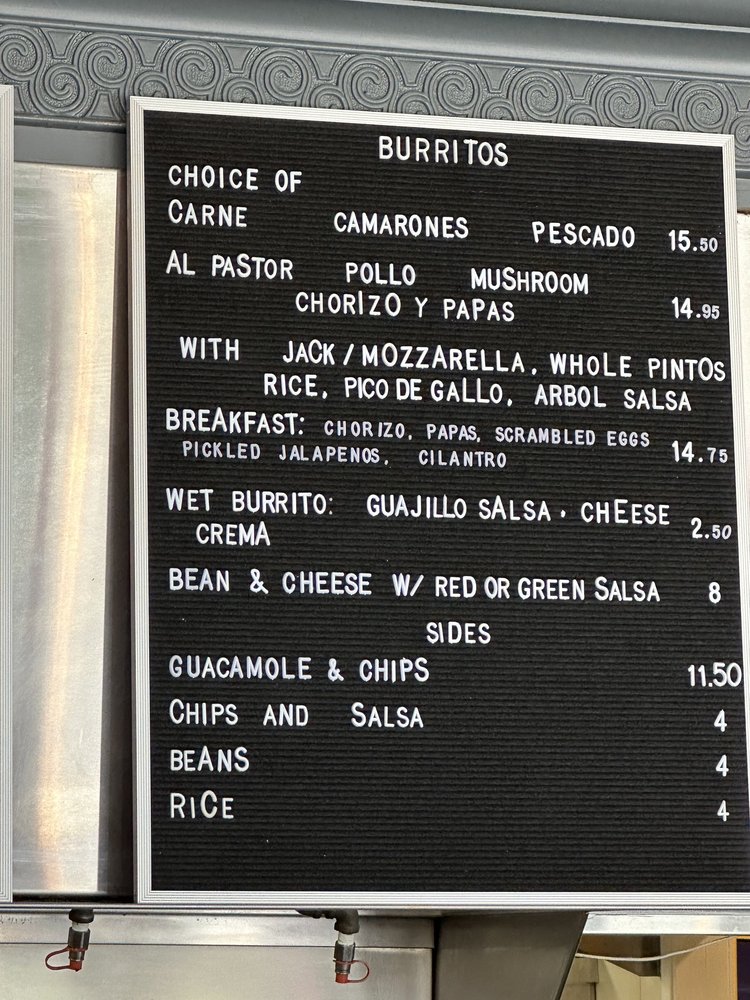 BURRITOS
CHOICE OF
CARNE CAMARONES PESCADO 15.50
AL PASTOR POLLO MUSHROOM
CHORIZO Y PAPAS 14.95
WITH JACK / MOZZARELLA, WHOLE PINTOS
RICE, PICO DE GALLO, ARBOL SALSA
BREAKFAST: CHORIZO, PAPAS, SCRAMBLED EGGS
PICKLED JALAPENOS, CILANTRO 14.75
WET BURRITO: GUAJILLO SALSA · CHEESE
CREMA 2.50
BEAN & CHEESE W/ RED OR GREEN SALSA 8
SIDES
GUACAMOLE & CHIPS 11.50
CHIPS AND SALSA 4
BEANS 4
RICE 4